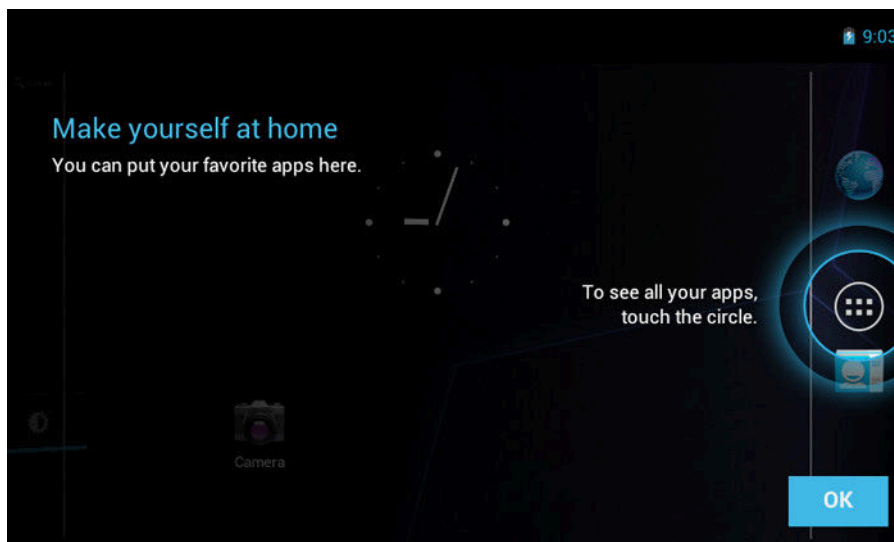 9:03
Make yourself at home
You can put your favorite apps here.
To see all your apps,
touch the circle.
Camera
OK